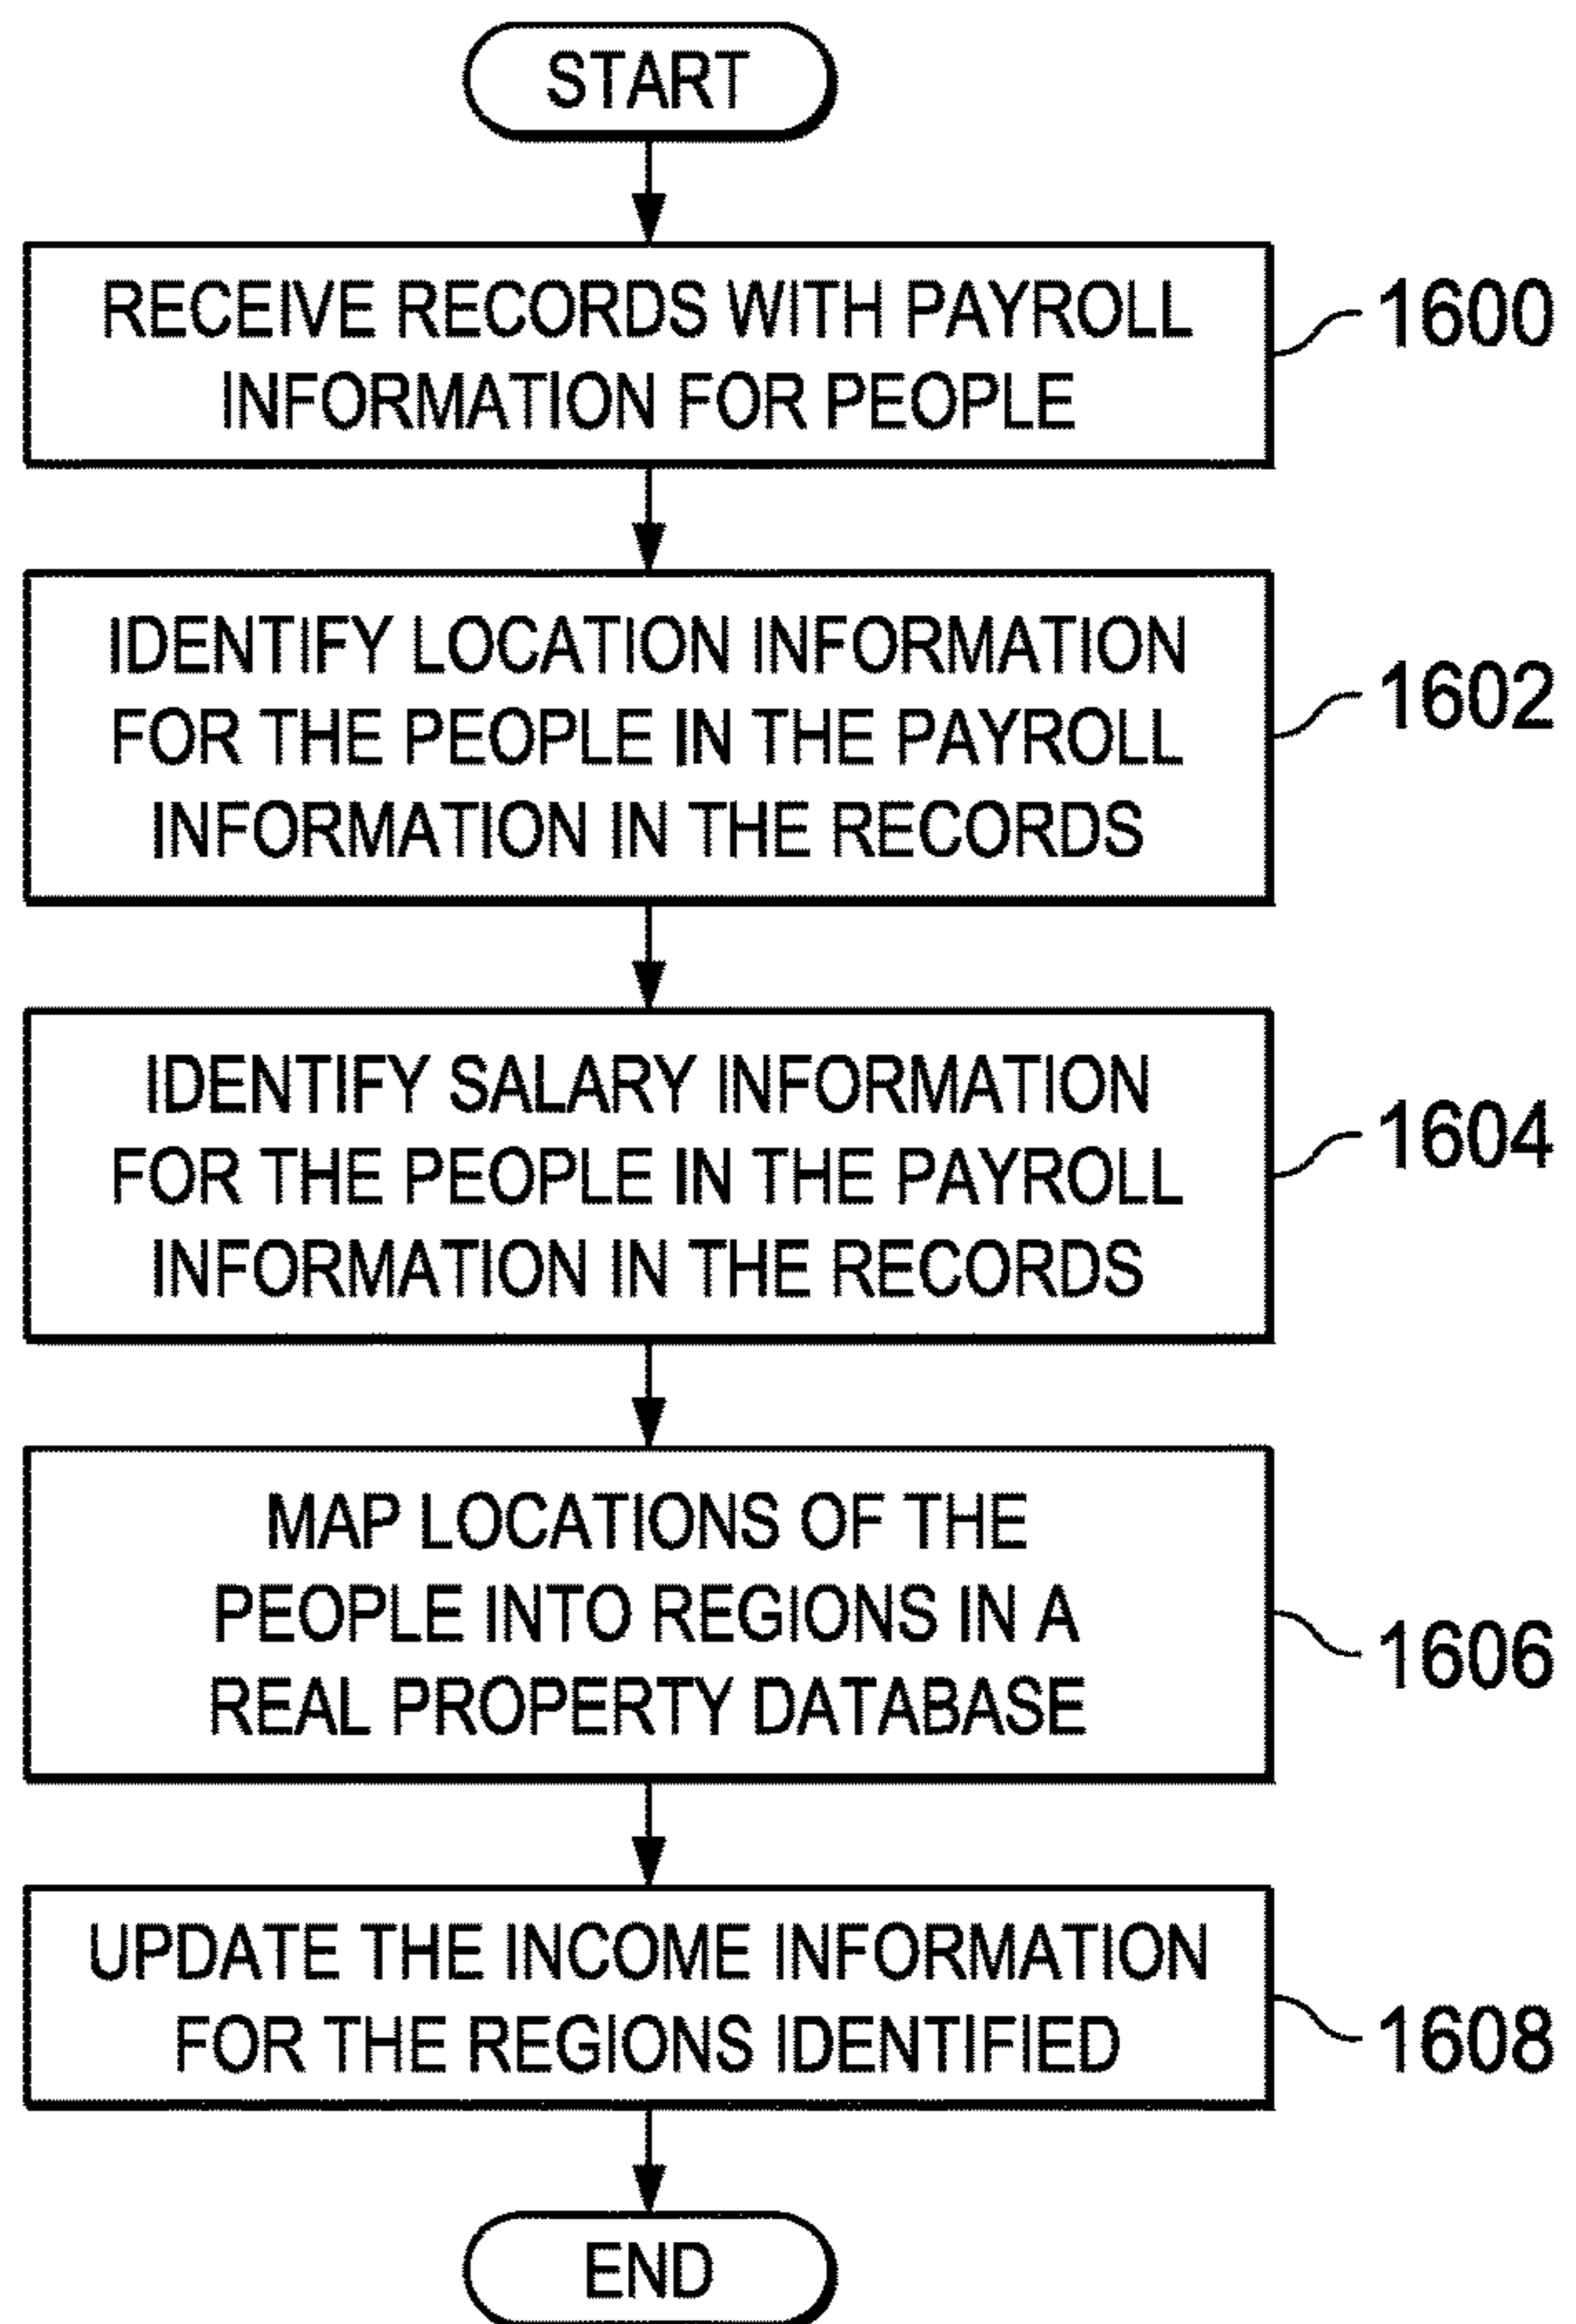 START
RECEIVE RECORDS WITH PAYROLL
INFORMATION FOR PEOPLE
1600
IDENTIFY LOCATION INFORMATION
FOR THE PEOPLE IN THE PAYROLL
INFORMATION IN THE RECORDS
1602
IDENTIFY SALARY INFORMATION
FOR THE PEOPLE IN THE PAYROLL
INFORMATION IN THE RECORDS
1604
MAP LOCATIONS OF THE
PEOPLE INTO REGIONS IN A
REAL PROPERTY DATABASE
1606
UPDATE THE INCOME INFORMATION
FOR THE REGIONS IDENTIFIED
1608
END